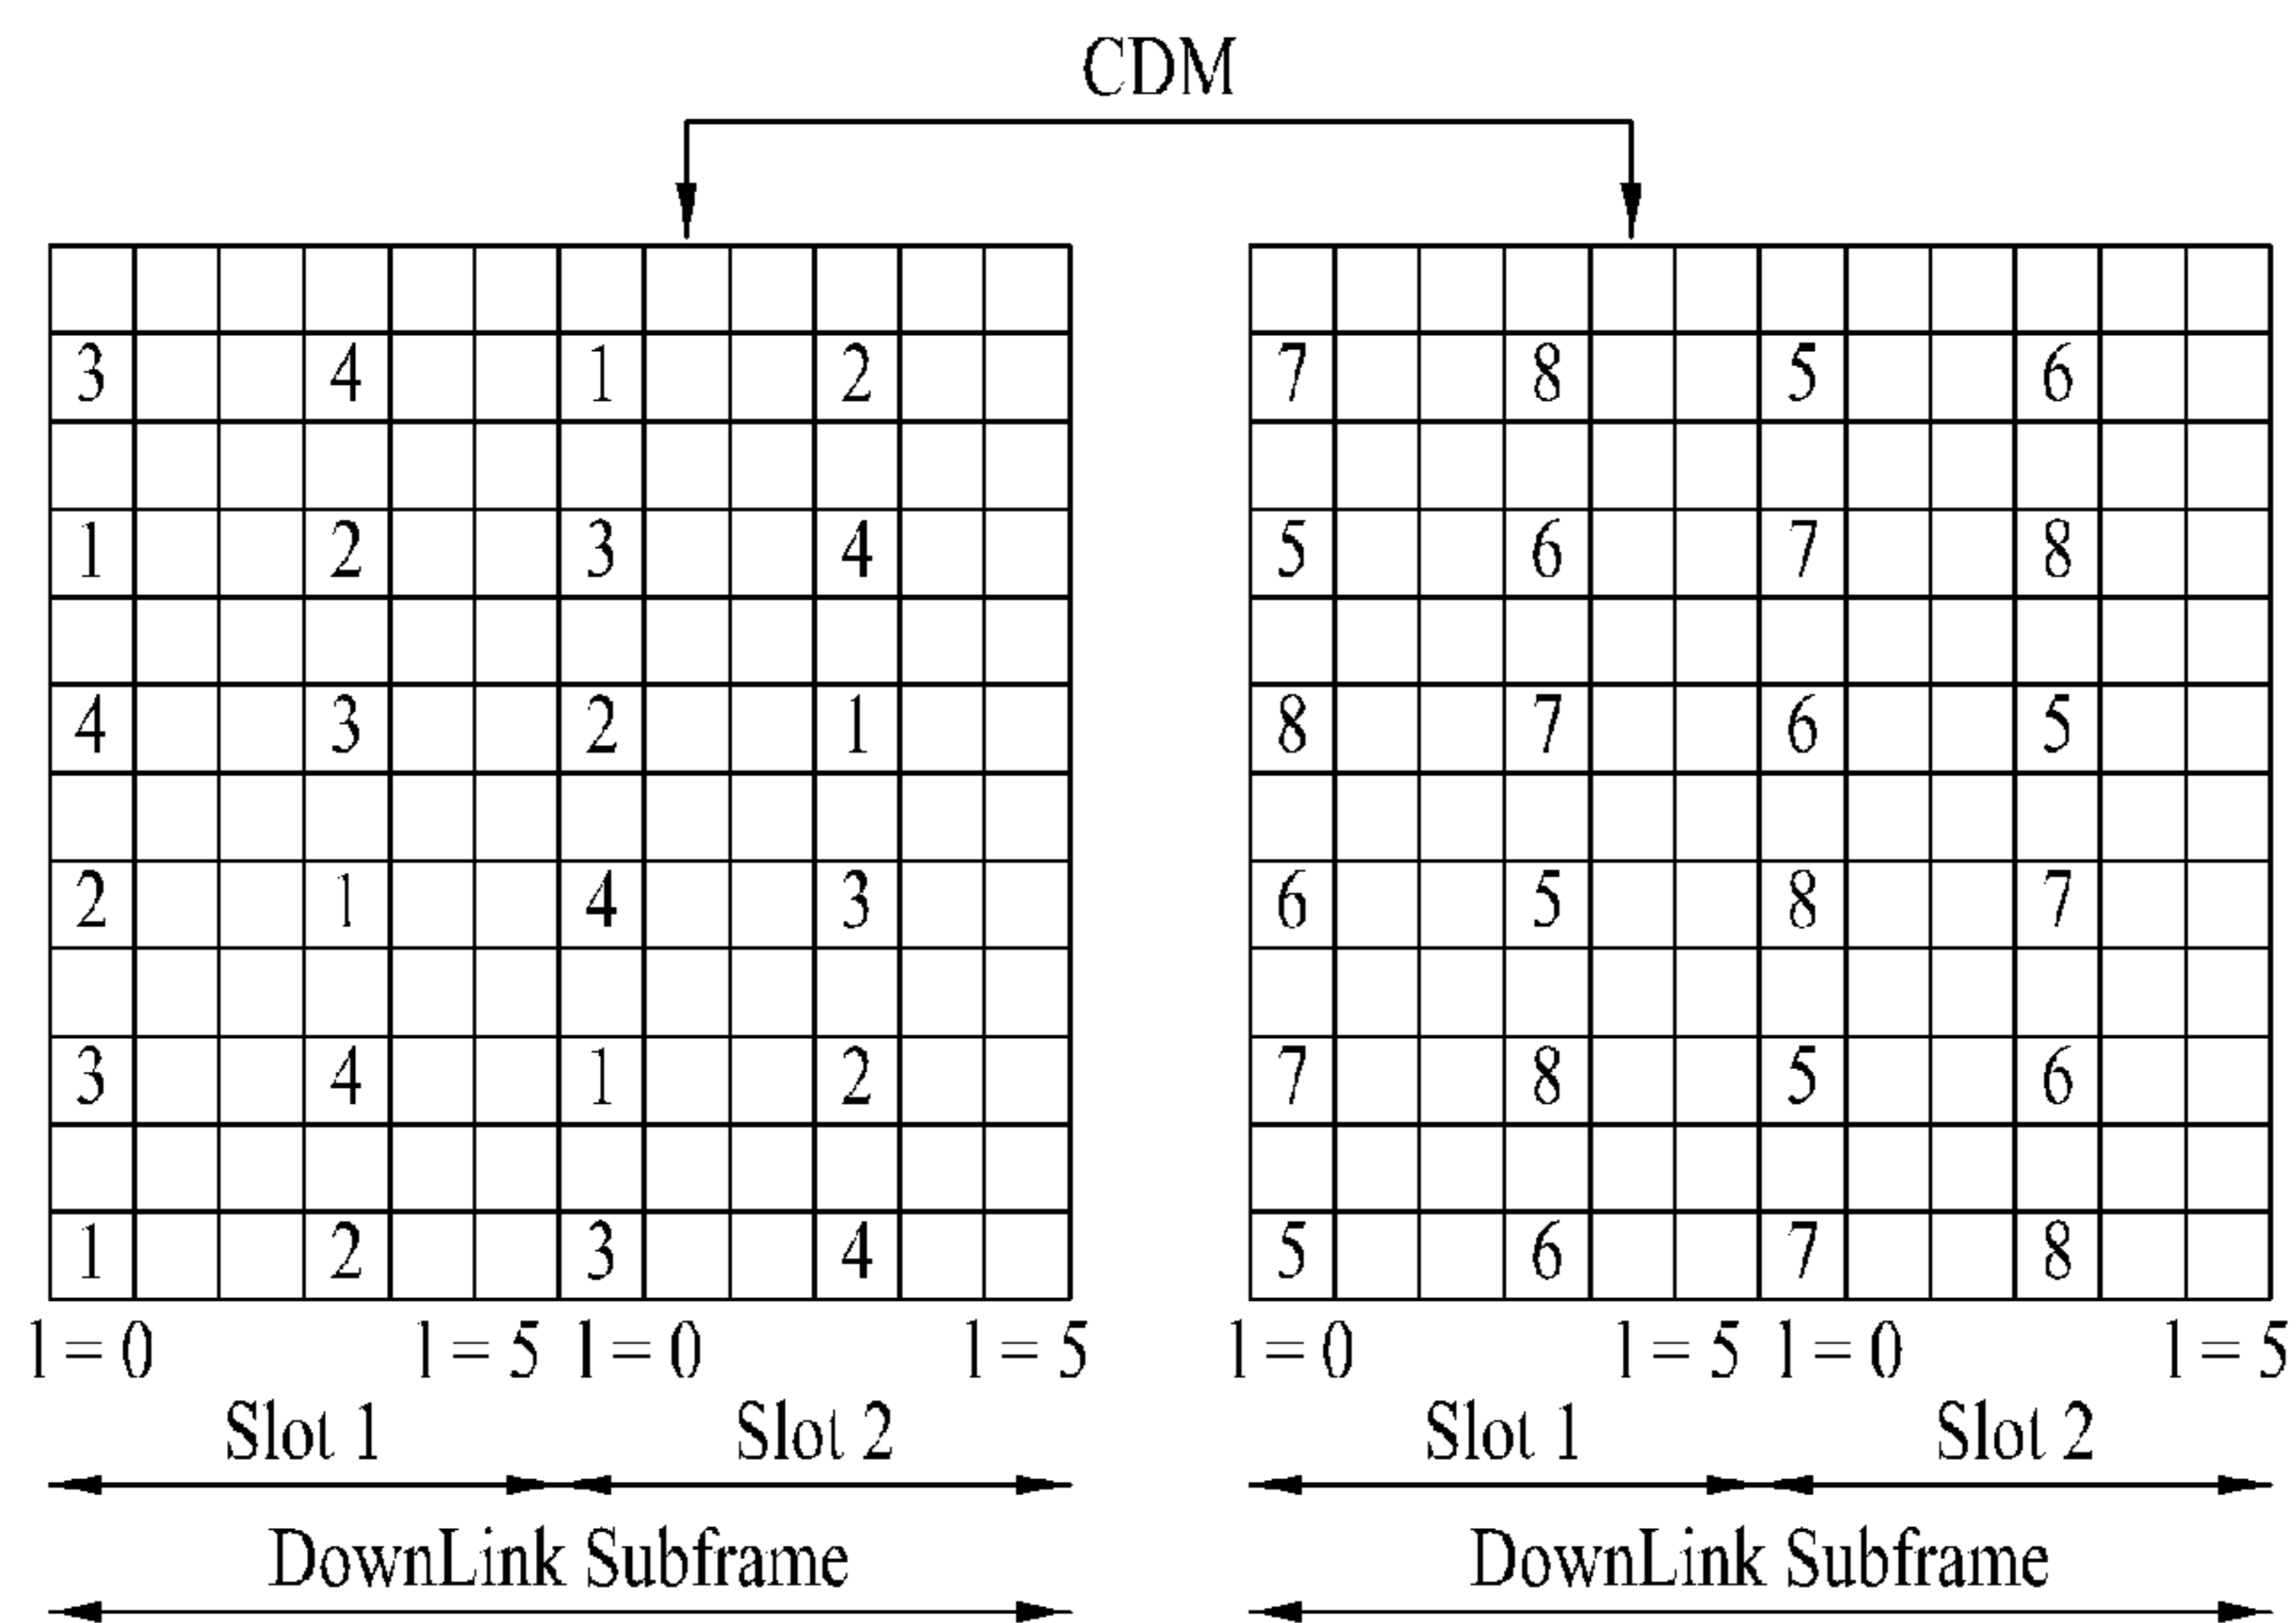 CDM
3 4 1 2 7 8 5 6
1 2 3 4 5 6 7 8
4 3 2 1 8 7 6 5
2 1 4 3 6 5 8 7
3 4 1 2 7 8 5 6
1 2 3 4 5 6 7 8
l = 0 l = 5 l = 0 l = 5 l = 0 l = 5 l = 0 l = 5
Slot 1 Slot 2 Slot 1 Slot 2
DownLink Subframe DownLink Subframe